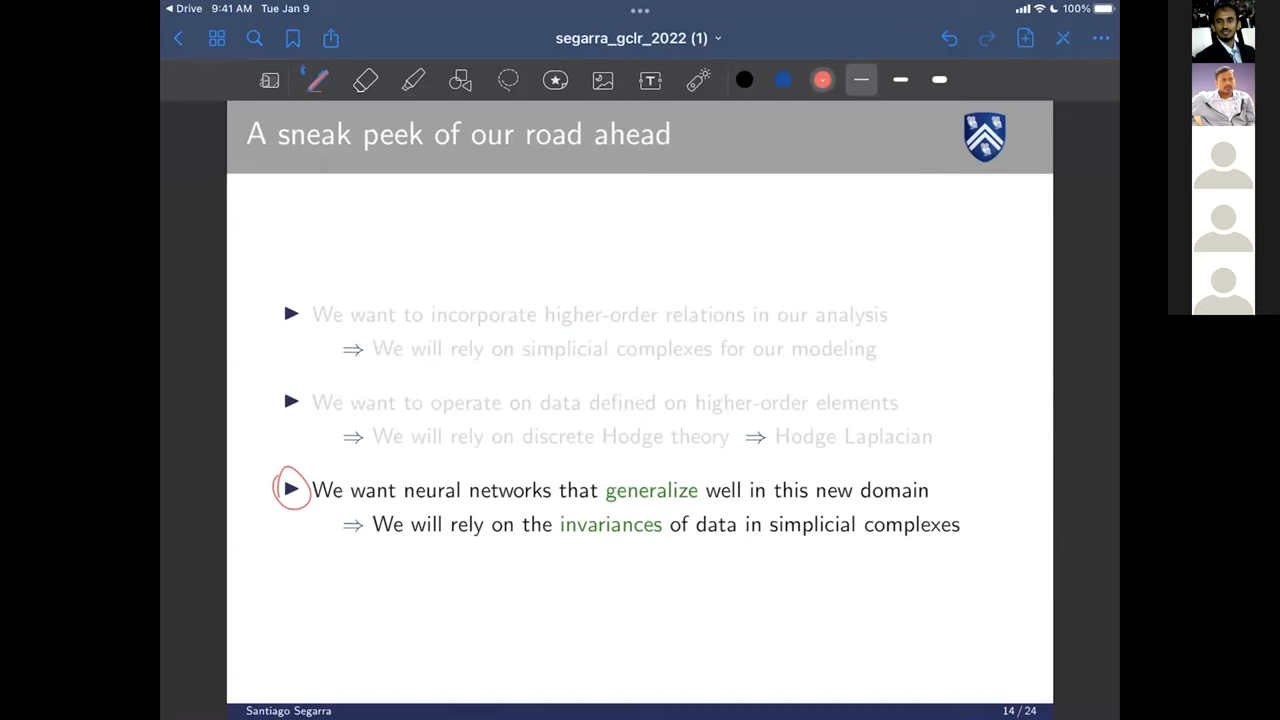 Drive 9:41 AM Tue Jan 9
100%
segarra_gclr_2022 (1)
T
A sneak peek of our road ahead
We want to incorporate higher-order relations in our analysis
⇒ We will rely on simplicial complexes for our modeling
We want to operate on data defined on higher-order elements
⇒ We will rely on discrete Hodge theory ⇒ Hodge Laplacian
We want neural networks that generalize well in this new domain
⇒ We will rely on the invariances of data in simplicial complexes
Santiago Segarra
14 / 24